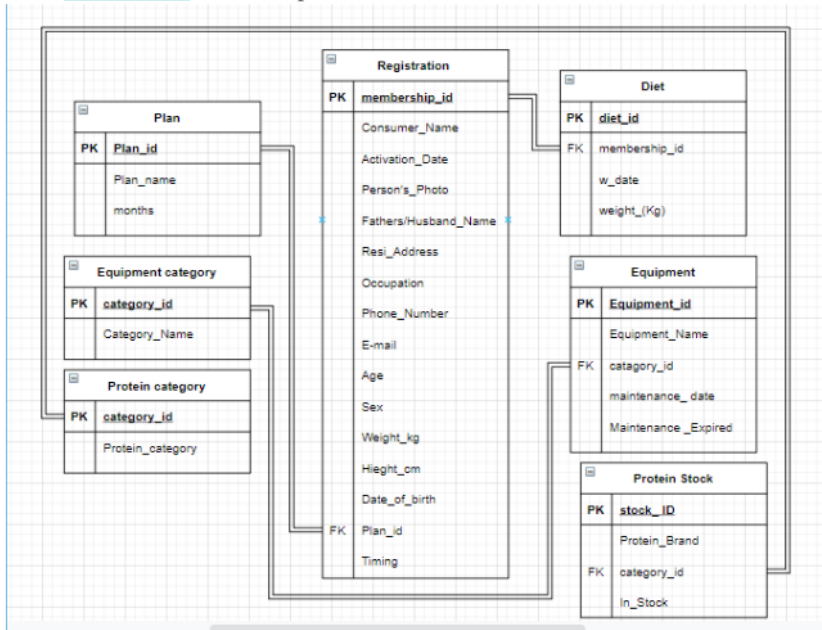 Plan
PK Plan_id
Plan_name
months
Equipment category
PK category_id
Category_Name
Protein category
PK category_id
Protein_category
Registration
PK membership_id
Consumer_Name
Activation_Date
Person's_Photo
Fathers/Husband_Name
Resi_Address
Occupation
Phone_Number
E-mail
Age
Sex
Weight_kg
Hieght_cm
Date_of_birth
FK Plan_id
Timing
Diet
PK diet_id
FK membership_id
w_date
weight_(Kg)
Equipment
PK Equipment_id
Equipment_Name
FK catagory_id
maintenance_ date
Maintenance _Expired
Protein Stock
PK stock_ ID
Protein_Brand
FK category_id
In_Stock